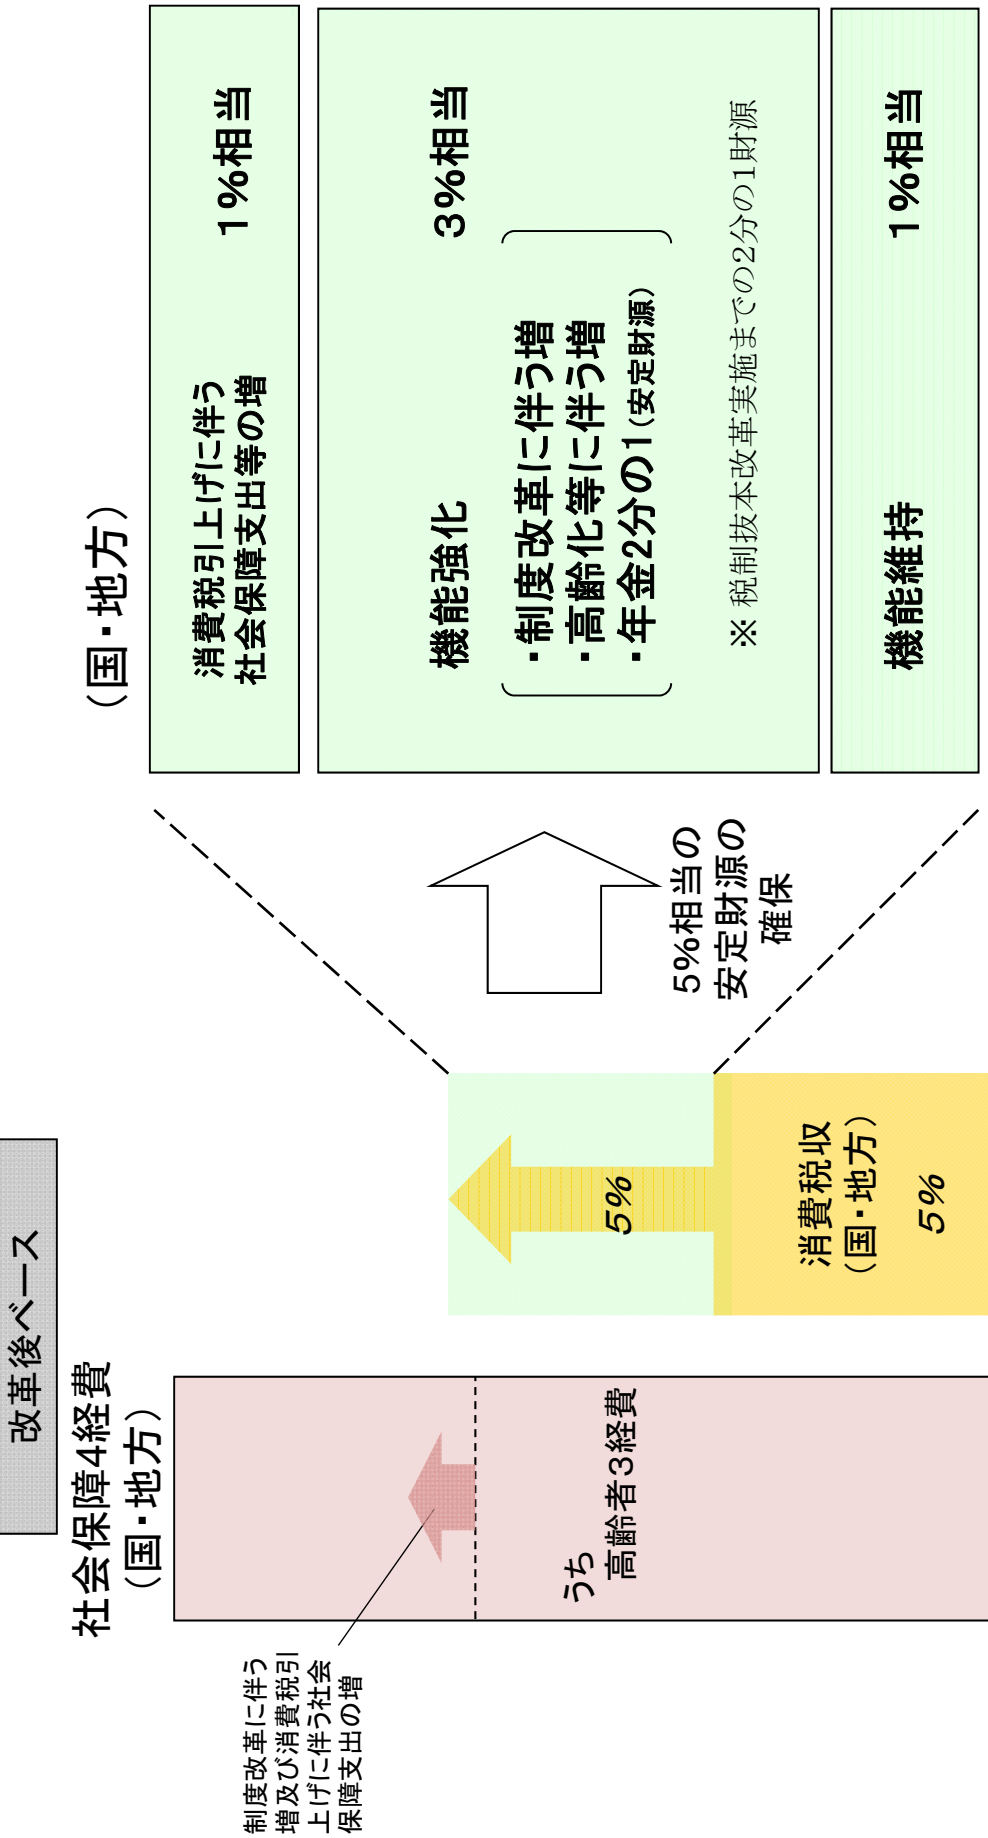 改革後ベース
社会保障4経費
（国・地方）
制度改革に伴う
増及び消費税引
上げに伴う社会
保障支出の増
うち
高齢者3経費
5%
消費税収
（国・地方）
5%
5%相当の
安定財源の
確保
（国・地方）
消費税引上げに伴う
社会保障支出等の増
1%相当
機能強化
3%相当
・制度改革に伴う増
・高齢化等に伴う増
・年金2分の1（安定財源）
※ 税制抜本改革実施までの2分の1財源
機能維持
1%相当